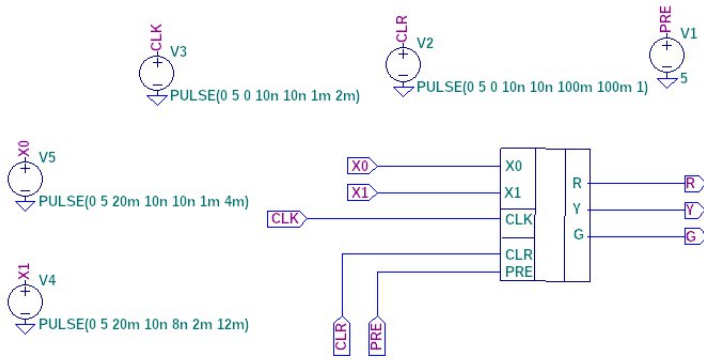 CLK
V3
PULSE(0 5 0 10n 10n 1m 2m)
CLR
V2
PULSE(0 5 0 10n 10n 100m 100m 1)
PRE
V1
5
X0
V5
PULSE(0 5 20m 10n 10n 1m 4m)
X1
V4
PULSE(0 5 20m 10n 8n 2m 12m)
X0
X1
CLK
CLR
PRE
X0
X1
CLK
CLR
PRE
R
Y
G
R
Y
G